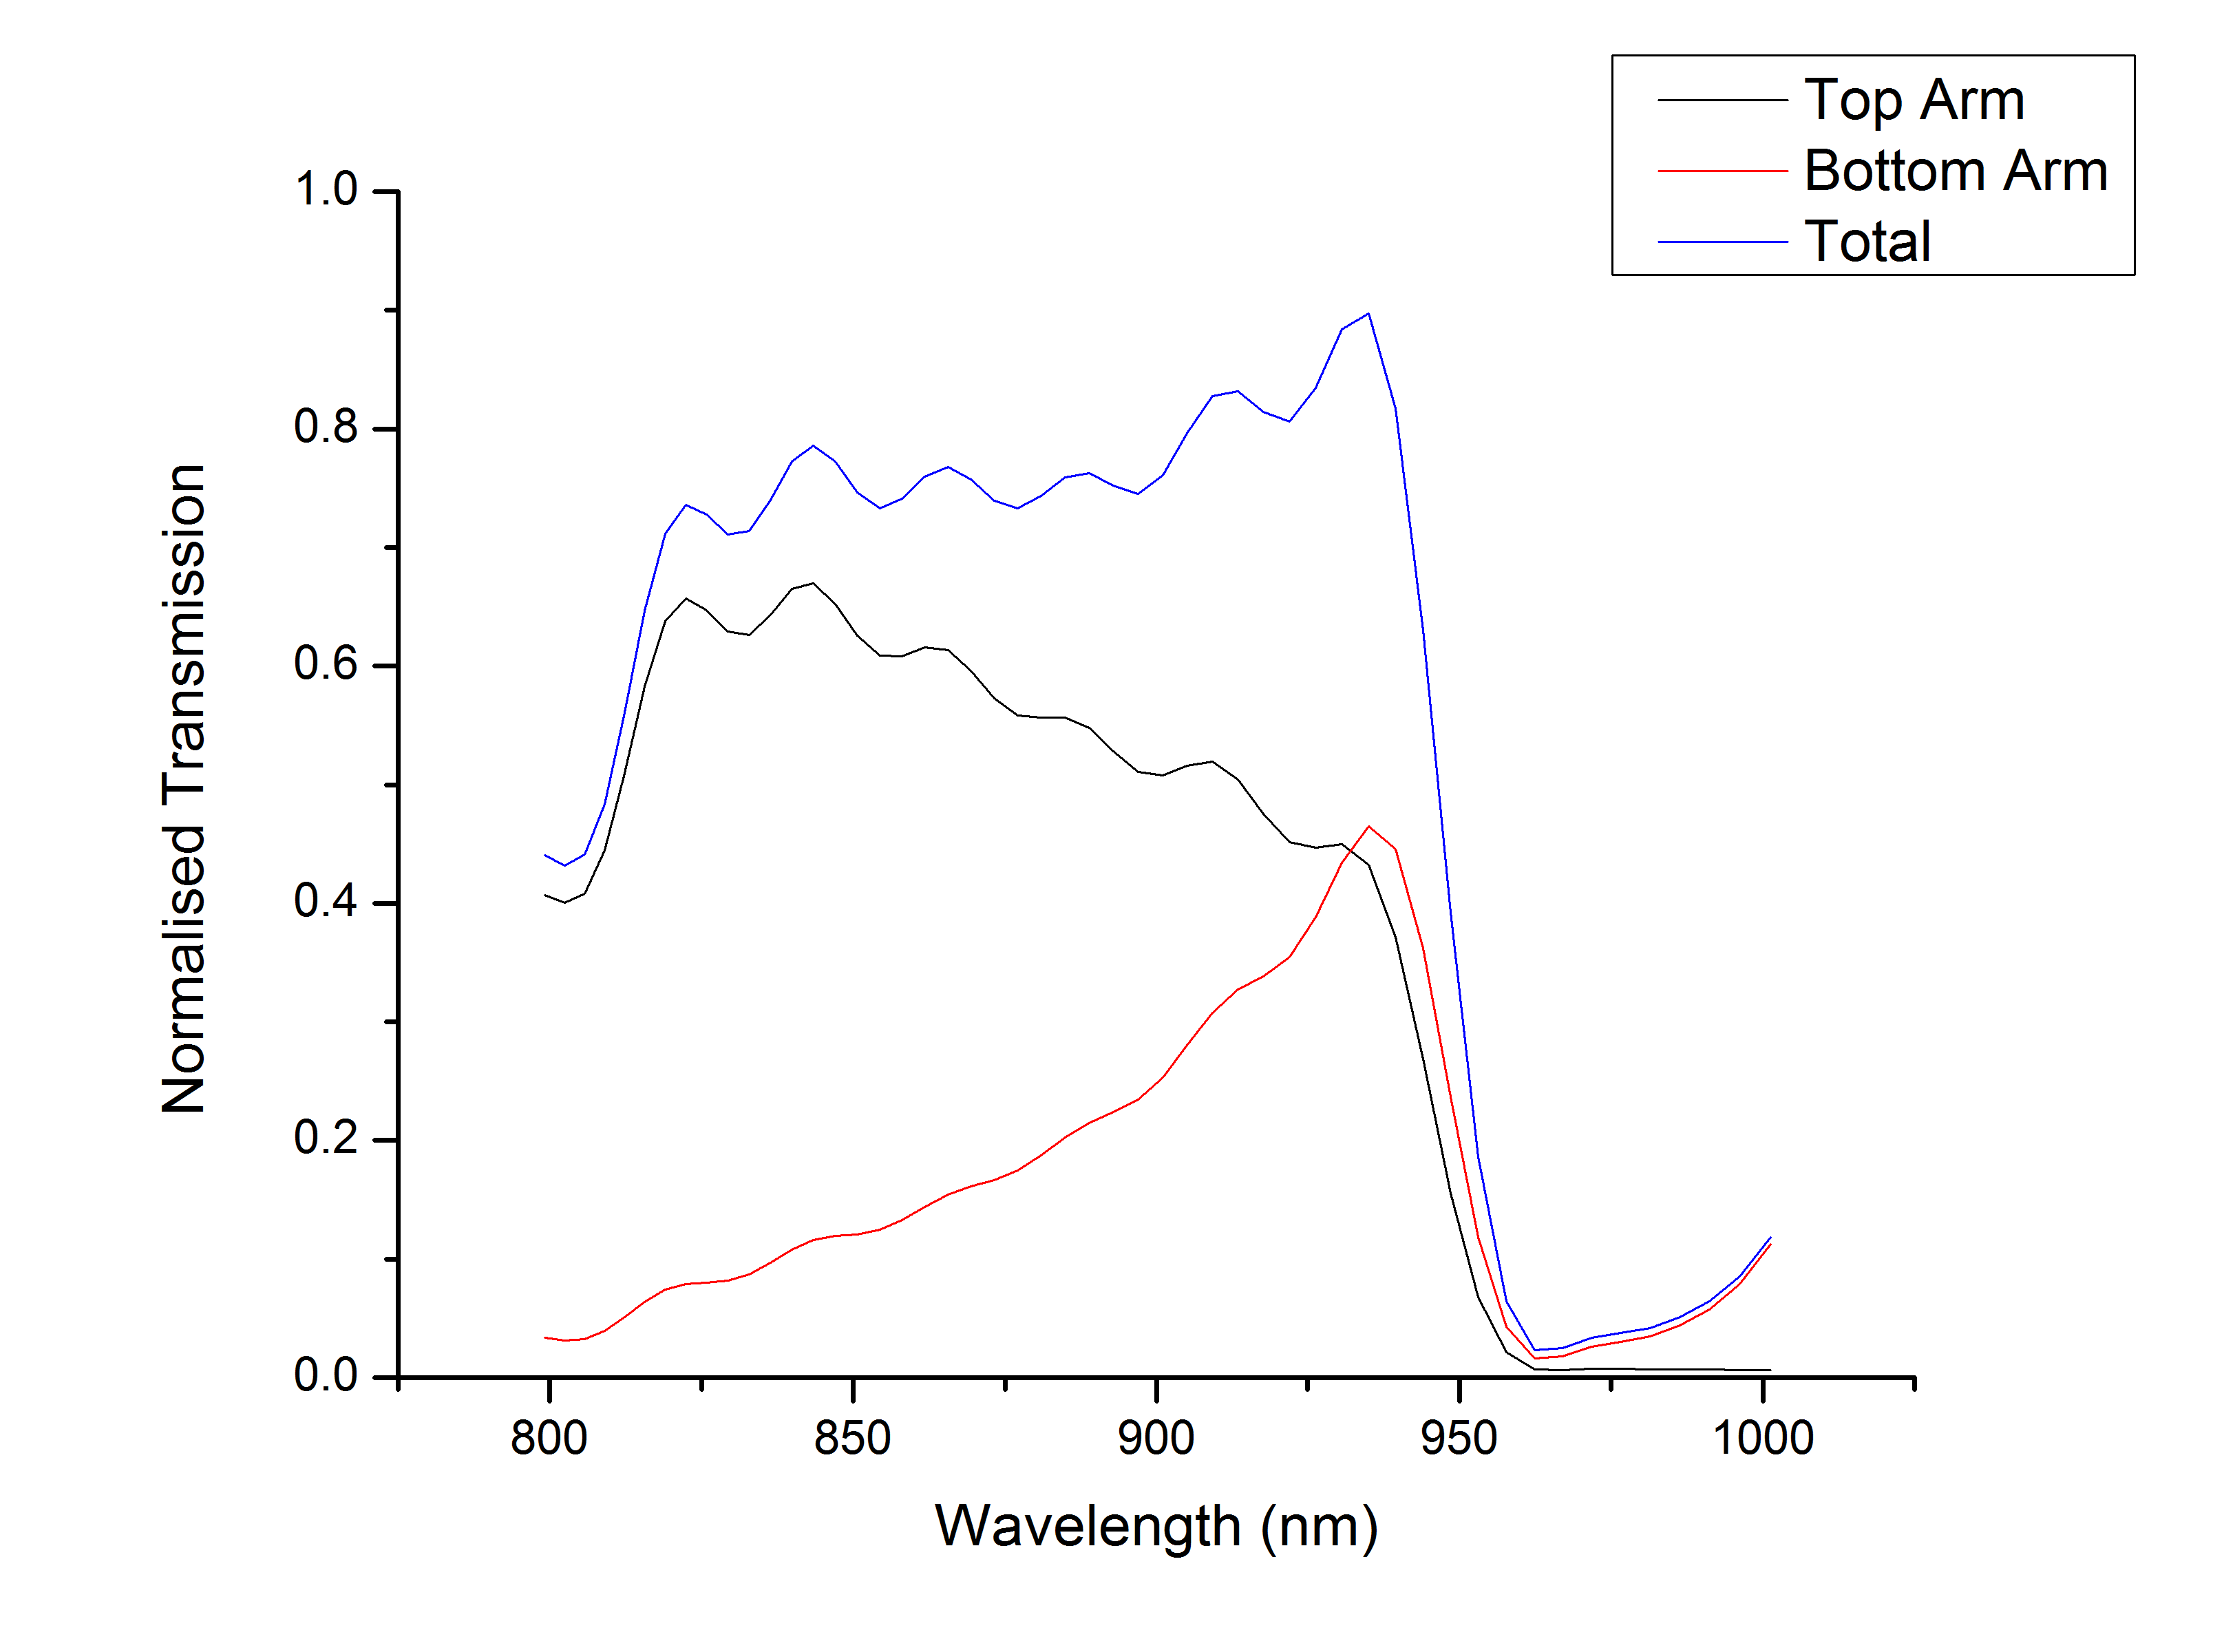 Top Arm
Bottom Arm
Total
1.0
0.8
0.6
0.4
0.2
0.0
Normalised Transmission
800 850 900 950 1000
Wavelength (nm)